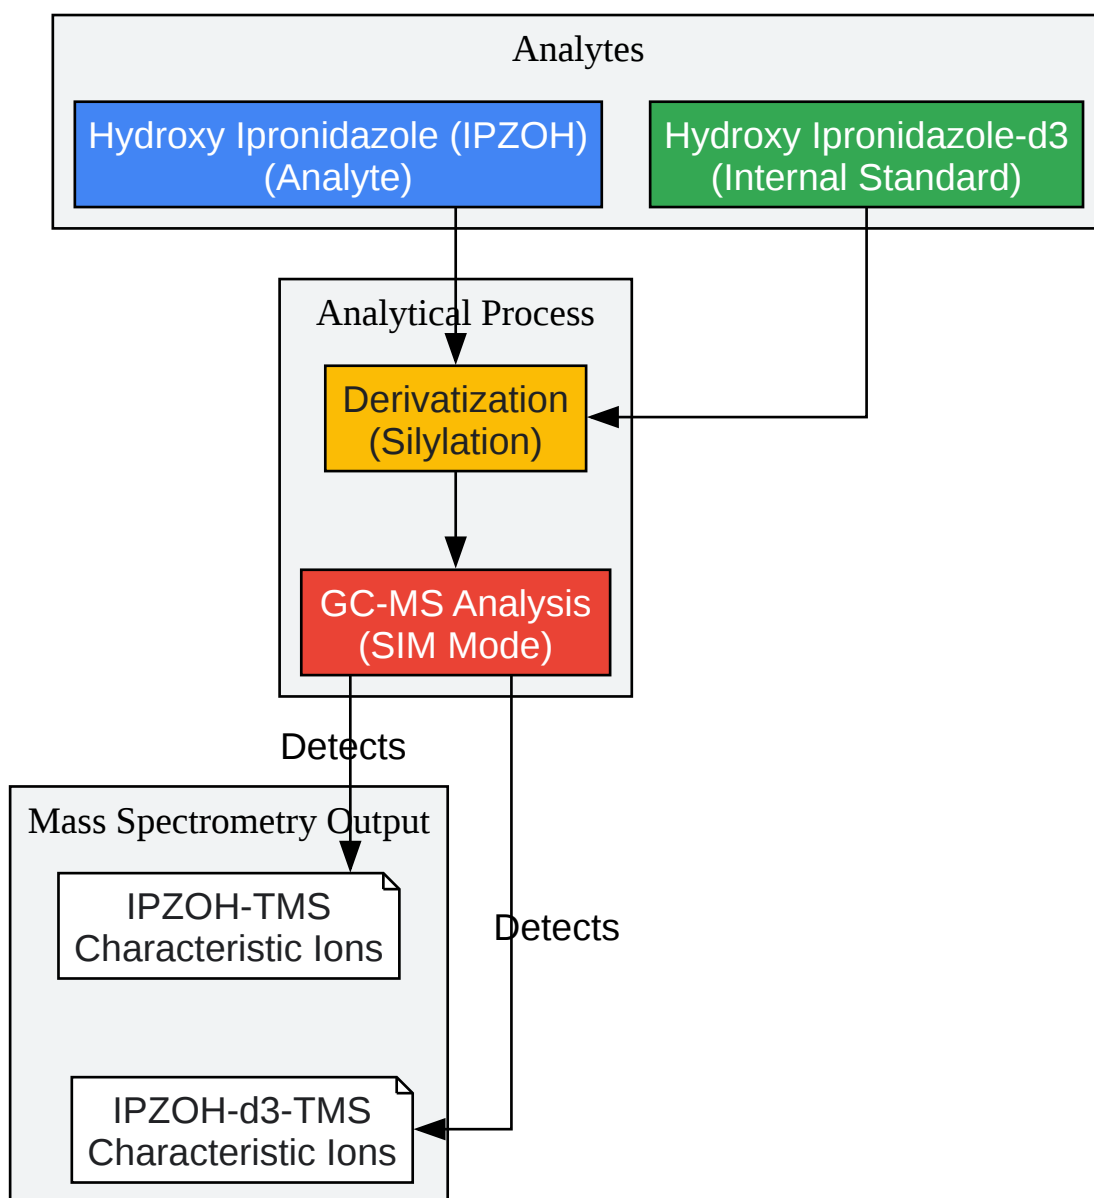 Analytes
Hydroxy Ipronidazole (IPZOH)
(Analyte)
Hydroxy Ipronidazole-d3
(Internal Standard)
Analytical Process
Derivatization
(Silylation)
GC-MS Analysis
(SIM Mode)
Detects
Mass Spectrometry Output
IPZOH-TMS
Characteristic Ions
Detects
IPZOH-d3-TMS
Characteristic Ions